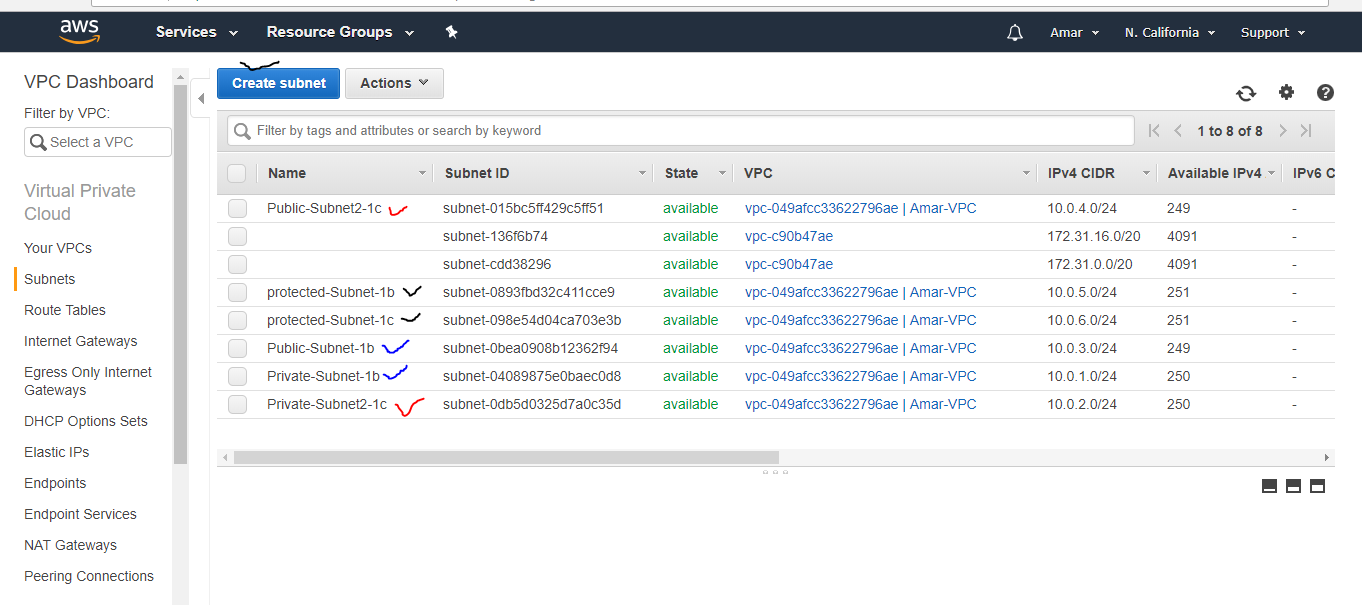 aws Services Resource Groups Amar N. California Support
VPC Dashboard
Filter by VPC:
Select a VPC
Virtual Private
Cloud
Your VPCs
Subnets
Route Tables
Internet Gateways
Egress Only Internet
Gateways
DHCP Options Sets
Elastic IPs
Endpoints
Endpoint Services
NAT Gateways
Peering Connections
Create subnet Actions
Filter by tags and attributes or search by keyword 1 to 8 of 8
Name Subnet ID State VPC IPv4 CIDR Available IPv4 IPv6 C
Public-Subnet2-1c subnet-015bc5ff429c5ff51 available vpc-049afcc33622796ae | Amar-VPC 10.0.4.0/24 249 -
subnet-136f6b74 available vpc-c90b47ae 172.31.16.0/20 4091 -
subnet-cdd38296 available vpc-c90b47ae 172.31.0.0/20 4091 -
protected-Subnet-1b subnet-0893fbd32c411cce9 available vpc-049afcc33622796ae | Amar-VPC 10.0.5.0/24 251 -
protected-Subnet-1c subnet-098e54d04ca703e3b available vpc-049afcc33622796ae | Amar-VPC 10.0.6.0/24 251 -
Public-Subnet-1b subnet-0bea0908b12362f94 available vpc-049afcc33622796ae | Amar-VPC 10.0.3.0/24 249 -
Private-Subnet-1b subnet-04089875e0baec0d8 available vpc-049afcc33622796ae | Amar-VPC 10.0.1.0/24 250 -
Private-Subnet2-1c subnet-0db5d0325d7a0c35d available vpc-049afcc33622796ae | Amar-VPC 10.0.2.0/24 250 -